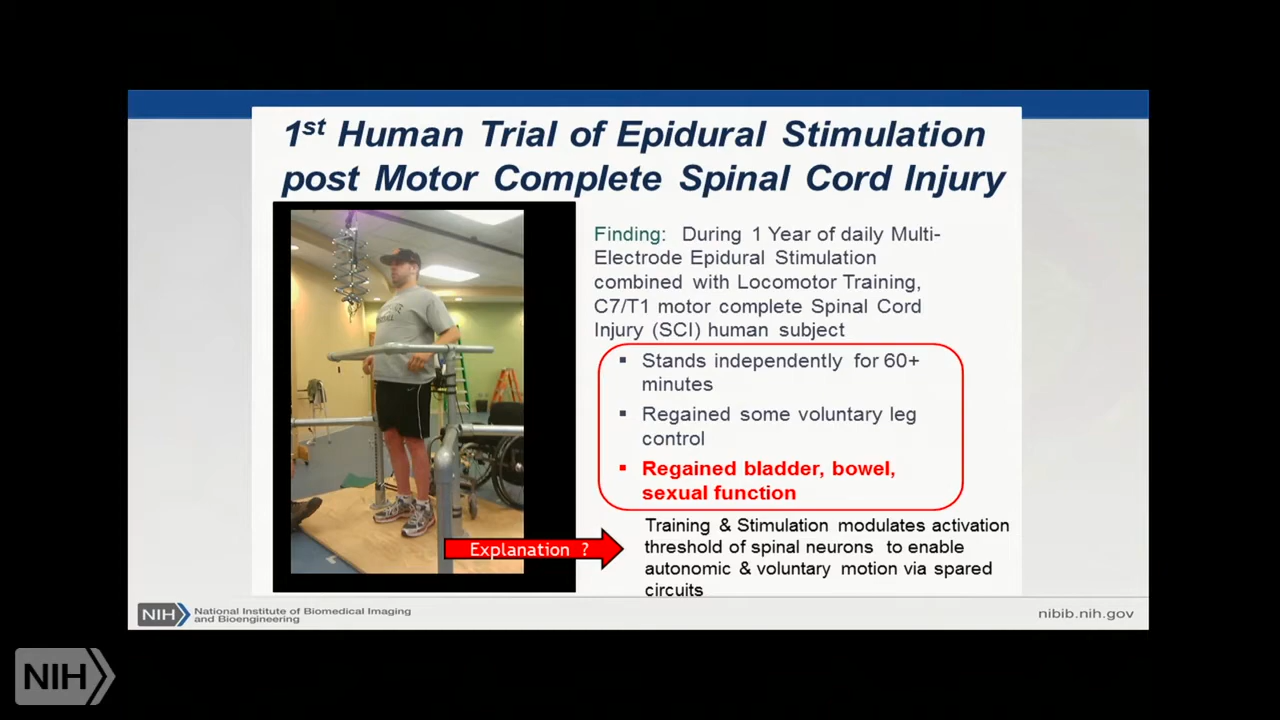 1st Human Trial of Epidural Stimulation
post Motor Complete Spinal Cord Injury
Finding: During 1 Year of daily Multi-
Electrode Epidural Stimulation
combined with Locomotor Training,
C7/T1 motor complete Spinal Cord
Injury (SCI) human subject
▪ Stands independently for 60+
minutes
▪ Regained some voluntary leg
control
▪ Regained bladder, bowel,
sexual function
Explanation ?
Training & Stimulation modulates activation
threshold of spinal neurons to enable
autonomic & voluntary motion via spared
circuits
NIH
National Institute of Biomedical Imaging
and Bioengineering
nibib.nih.gov
NIH